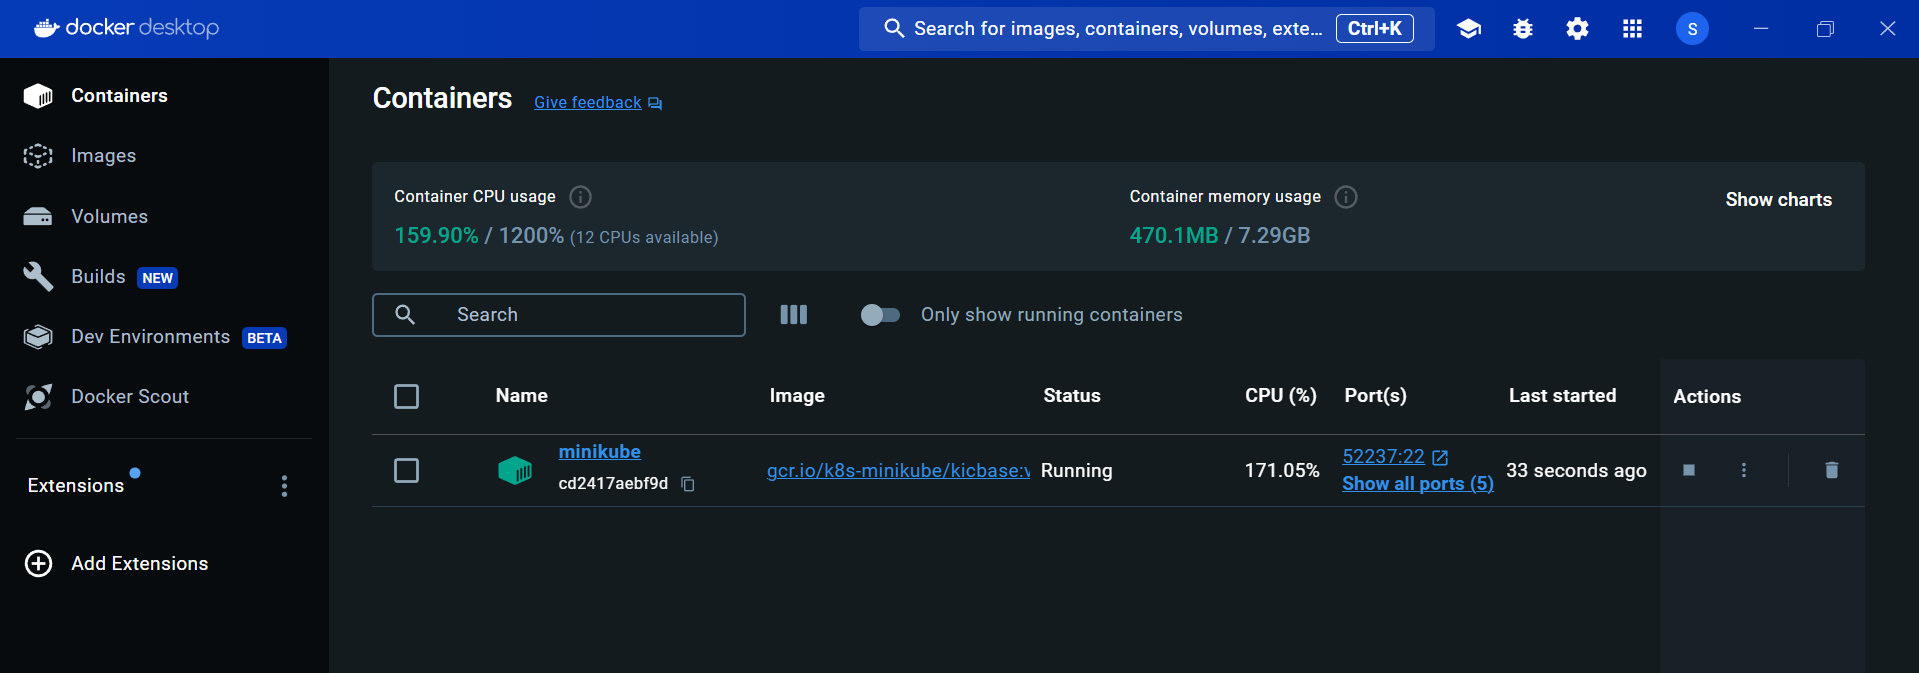 docker desktop
Search for images, containers, volumes, exte... Ctrl+K
S
Containers
Images
Volumes
Builds NEW
Dev Environments BETA
Docker Scout
Extensions
Add Extensions
Containers Give feedback
Container CPU usage
159.90% / 1200% (12 CPUs available)
Container memory usage
470.1MB / 7.29GB
Show charts
Search
Only show running containers
Name Image Status CPU (%) Port(s) Last started Actions
minikube
cd2417aebf9d
gcr.io/k8s-minikube/kicbase:v
Running
171.05%
52237:22
Show all ports (5)
33 seconds ago